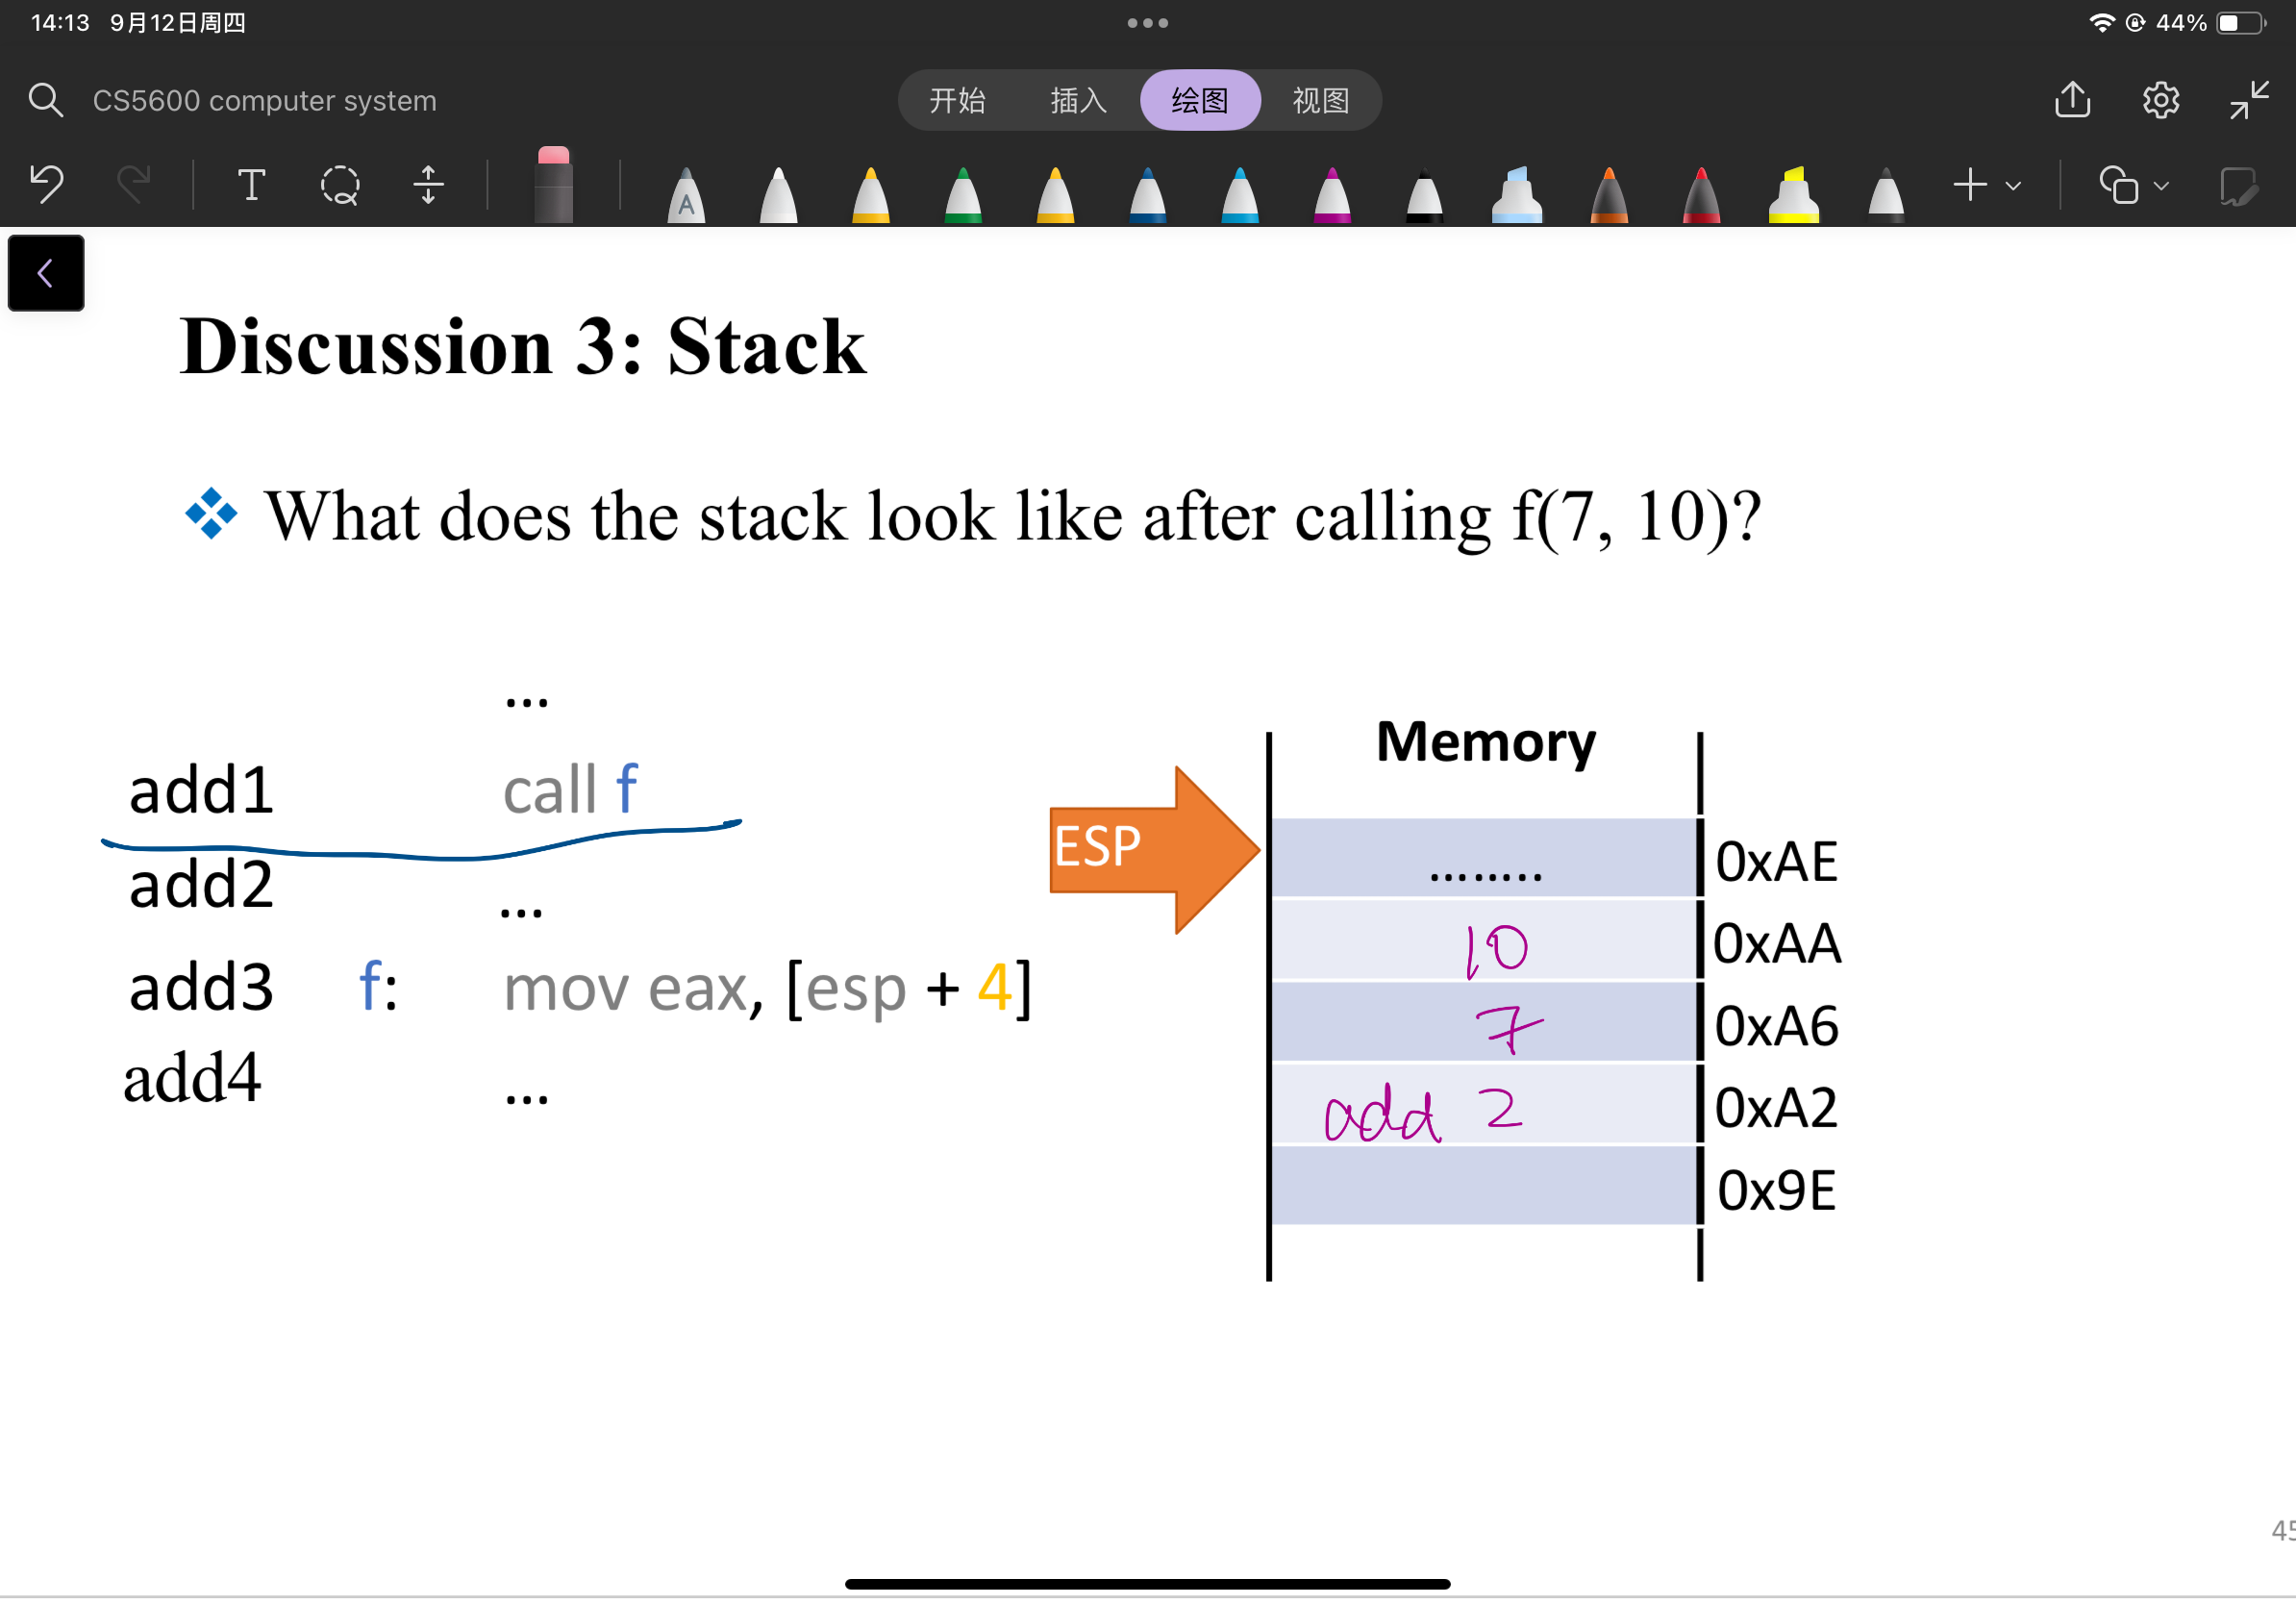 14:13 9月12日周四
44%
CS5600 computer system
开始 插入 绘图 视图
T
A
Discussion 3: Stack
What does the stack look like after calling f(7, 10)?
...
add1 call f
add2 ...
add3 f: mov eax, [esp + 4]
add4 ...
ESP
Memory
........ 0xAE
10 0xAA
7 0xA6
add 2 0xA2
0x9E
45